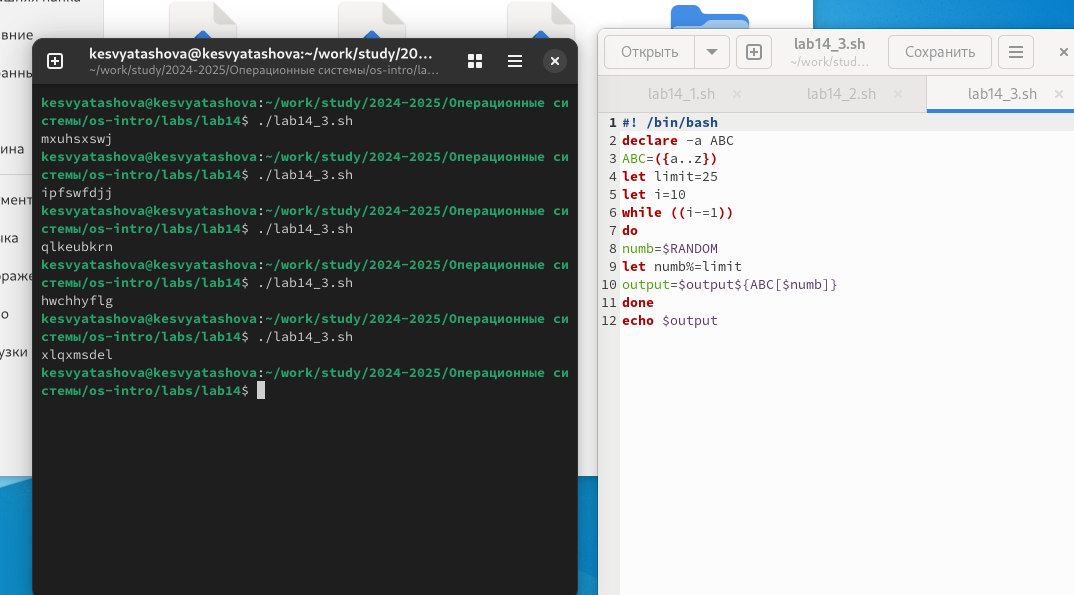 вние
ина
ка
о
узки
kesvyatashova@kesvyatashova:~/work/study/20...
~/work/study/2024-2025/Операционные системы/os-intro/la...
kesvyatashova@kesvyatashova:~/work/study/2024-2025/Операционные си
стемы/os-intro/labs/lab14$ ./lab14_3.sh
mxuhsxswj
kesvyatashova@kesvyatashova:~/work/study/2024-2025/Операционные си
стемы/os-intro/labs/lab14$ ./lab14_3.sh
ipfswfdjj
kesvyatashova@kesvyatashova:~/work/study/2024-2025/Операционные си
стемы/os-intro/labs/lab14$ ./lab14_3.sh
qlkeubkrn
kesvyatashova@kesvyatashova:~/work/study/2024-2025/Операционные си
стемы/os-intro/labs/lab14$ ./lab14_3.sh
hwchhyflg
kesvyatashova@kesvyatashova:~/work/study/2024-2025/Операционные си
стемы/os-intro/labs/lab14$ ./lab14_3.sh
xlqxmsdel
kesvyatashova@kesvyatashova:~/work/study/2024-2025/Операционные си
стемы/os-intro/labs/lab14$
Открыть
lab14_3.sh
~/work/stud...
Сохранить
lab14_1.sh
lab14_2.sh
lab14_3.sh
1 #! /bin/bash
2 declare -a ABC
3 ABC=({a..z})
4 let limit=25
5 let i=10
6 while ((i-=1))
7 do
8 numb=$RANDOM
9 let numb%=limit
10 output=$output${ABC[$numb]}
11 done
12 echo $output